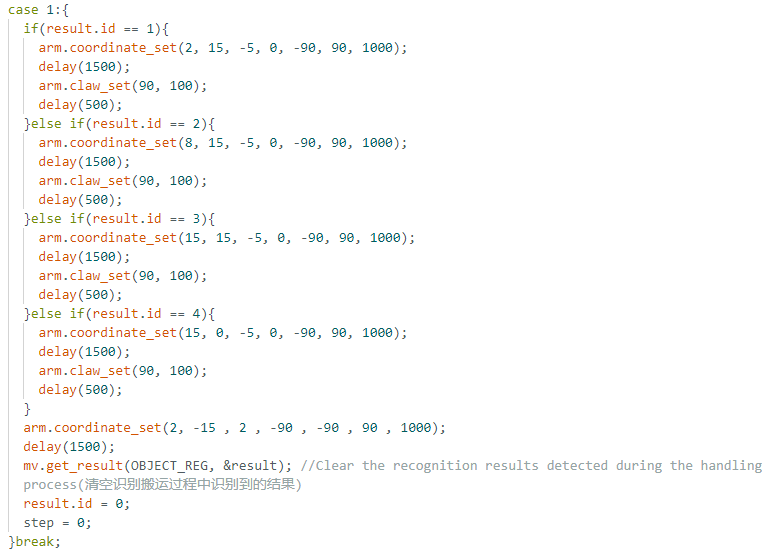 case 1:{
if(result.id == 1){
arm.coordinate_set(2, 15, -5, 0, -90, 90, 1000);
delay(1500);
arm.claw_set(90, 100);
delay(500);
}else if(result.id == 2){
arm.coordinate_set(8, 15, -5, 0, -90, 90, 1000);
delay(1500);
arm.claw_set(90, 100);
delay(500);
}else if(result.id == 3){
arm.coordinate_set(15, 15, -5, 0, -90, 90, 1000);
delay(1500);
arm.claw_set(90, 100);
delay(500);
}else if(result.id == 4){
arm.coordinate_set(15, 0, -5, 0, -90, 90, 1000);
delay(1500);
arm.claw_set(90, 100);
delay(500);
}
arm.coordinate_set(2, -15 , 2 , -90 , -90 , 90 , 1000);
delay(1500);
mv.get_result(OBJECT_REG, &result); //Clear the recognition results detected during the handling
process(清空识别搬运过程中识别到的结果)
result.id = 0;
step = 0;
}break;